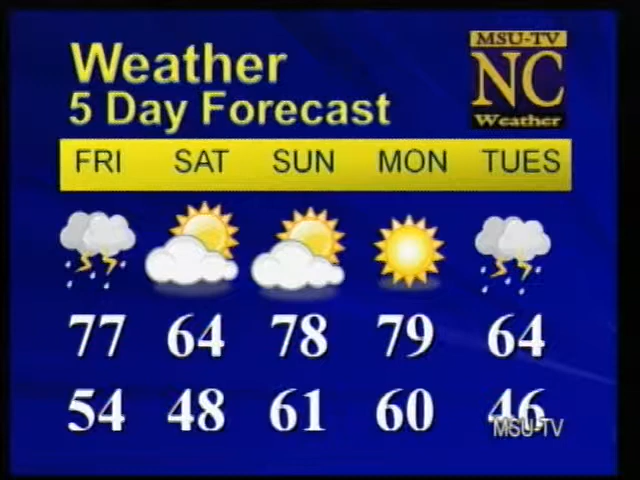 Weather
5 Day Forecast
MSU-TV
NC
Weather
FRI SAT SUN MON TUES
77 64 78 79 64
54 48 61 60 46
MSU-TV